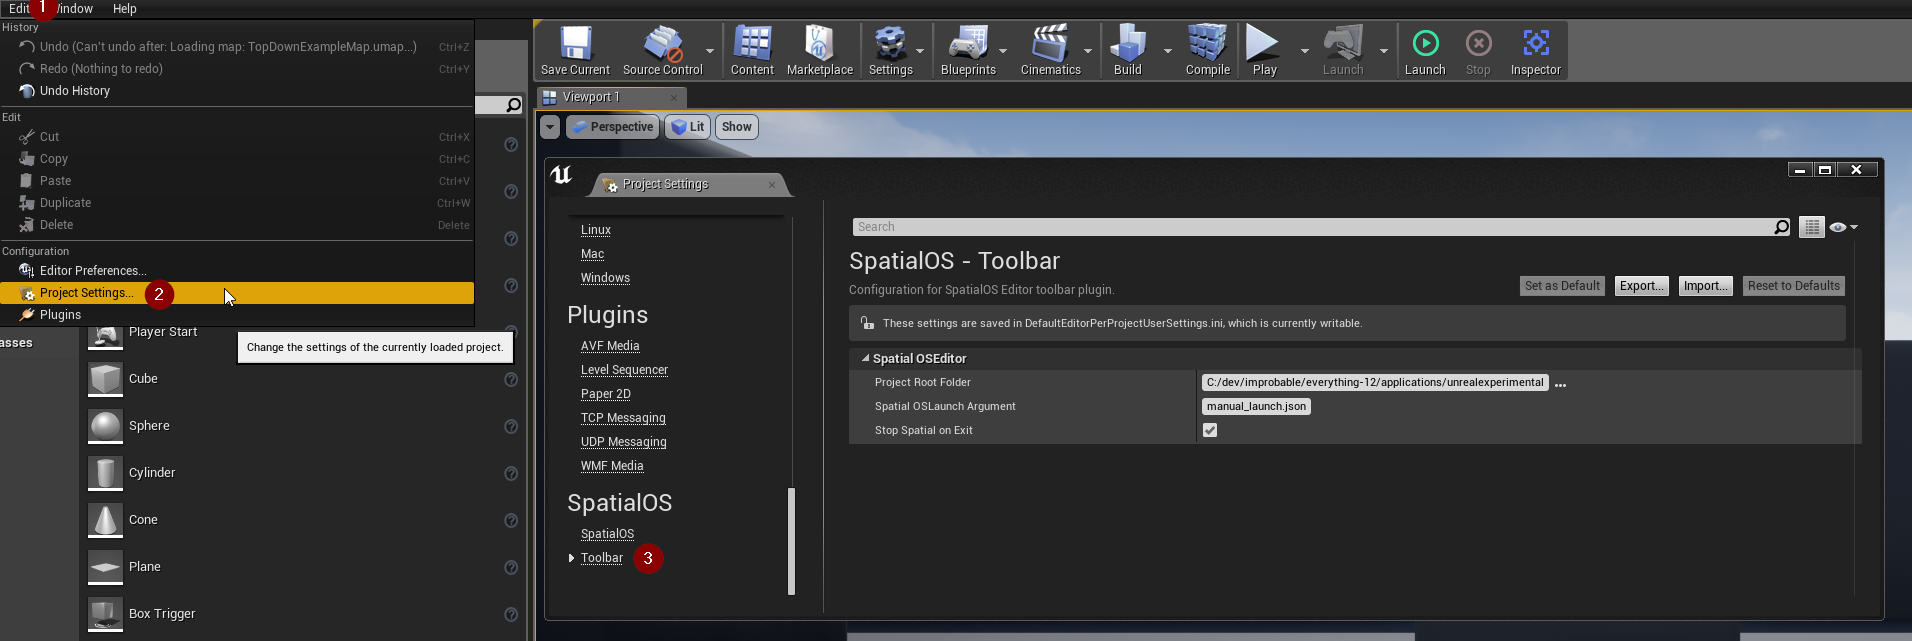 Edit 1 Window Help
History
Undo (Can't undo after: Loading map: TopDownExampleMap.umap...) Ctrl+Z
Redo (Nothing to redo) Ctrl+Y
Undo History
Edit
Cut Ctrl+X
Copy Ctrl+C
Paste Ctrl+V
Duplicate Ctrl+W
Delete Delete
Configuration
Editor Preferences...
Project Settings... 2
Plugins
Change the settings of the currently loaded project.
asses
Player Start
Cube
Sphere
Cylinder
Cone
Plane
Box Trigger
Save Current Source Control Content Marketplace Settings Blueprints Cinematics Build Compile Play Launch Launch Stop Inspector
Viewport 1
Perspective Lit Show
Project Settings
Linux
Mac
Windows
Plugins
AVF Media
Level Sequencer
Paper 2D
TCP Messaging
UDP Messaging
WMF Media
SpatialOS
SpatialOS
Toolbar 3
Search
SpatialOS - Toolbar
Configuration for SpatialOS Editor toolbar plugin.
Set as Default Export... Import... Reset to Defaults
These settings are saved in DefaultEditorPerProjectUserSettings.ini, which is currently writable.
Spatial OSEditor
Project Root Folder C:/dev/improbable/everything-12/applications/unrealexperimental ...
Spatial OSLaunch Argument manual_launch.json
Stop Spatial on Exit